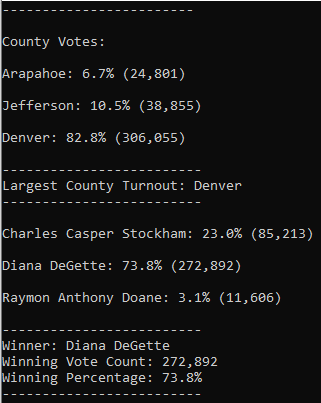 -------------------------
County Votes:
Arapahoe: 6.7% (24,801)
Jefferson: 10.5% (38,855)
Denver: 82.8% (306,055)
-------------------------
Largest County Turnout: Denver
-------------------------
Charles Casper Stockham: 23.0% (85,213)
Diana DeGette: 73.8% (272,892)
Raymon Anthony Doane: 3.1% (11,606)
-------------------------
Winner: Diana DeGette
Winning Vote Count: 272,892
Winning Percentage: 73.8%
-------------------------